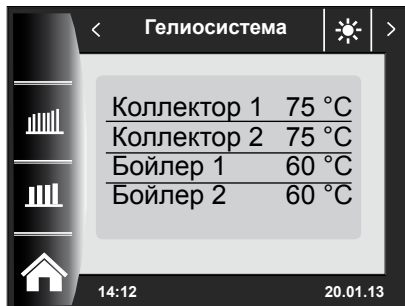 < Гелиосистема >
Коллектор 1 75 °C
Коллектор 2 75 °C
Бойлер 1 60 °C
Бойлер 2 60 °C
14:12 20.01.13